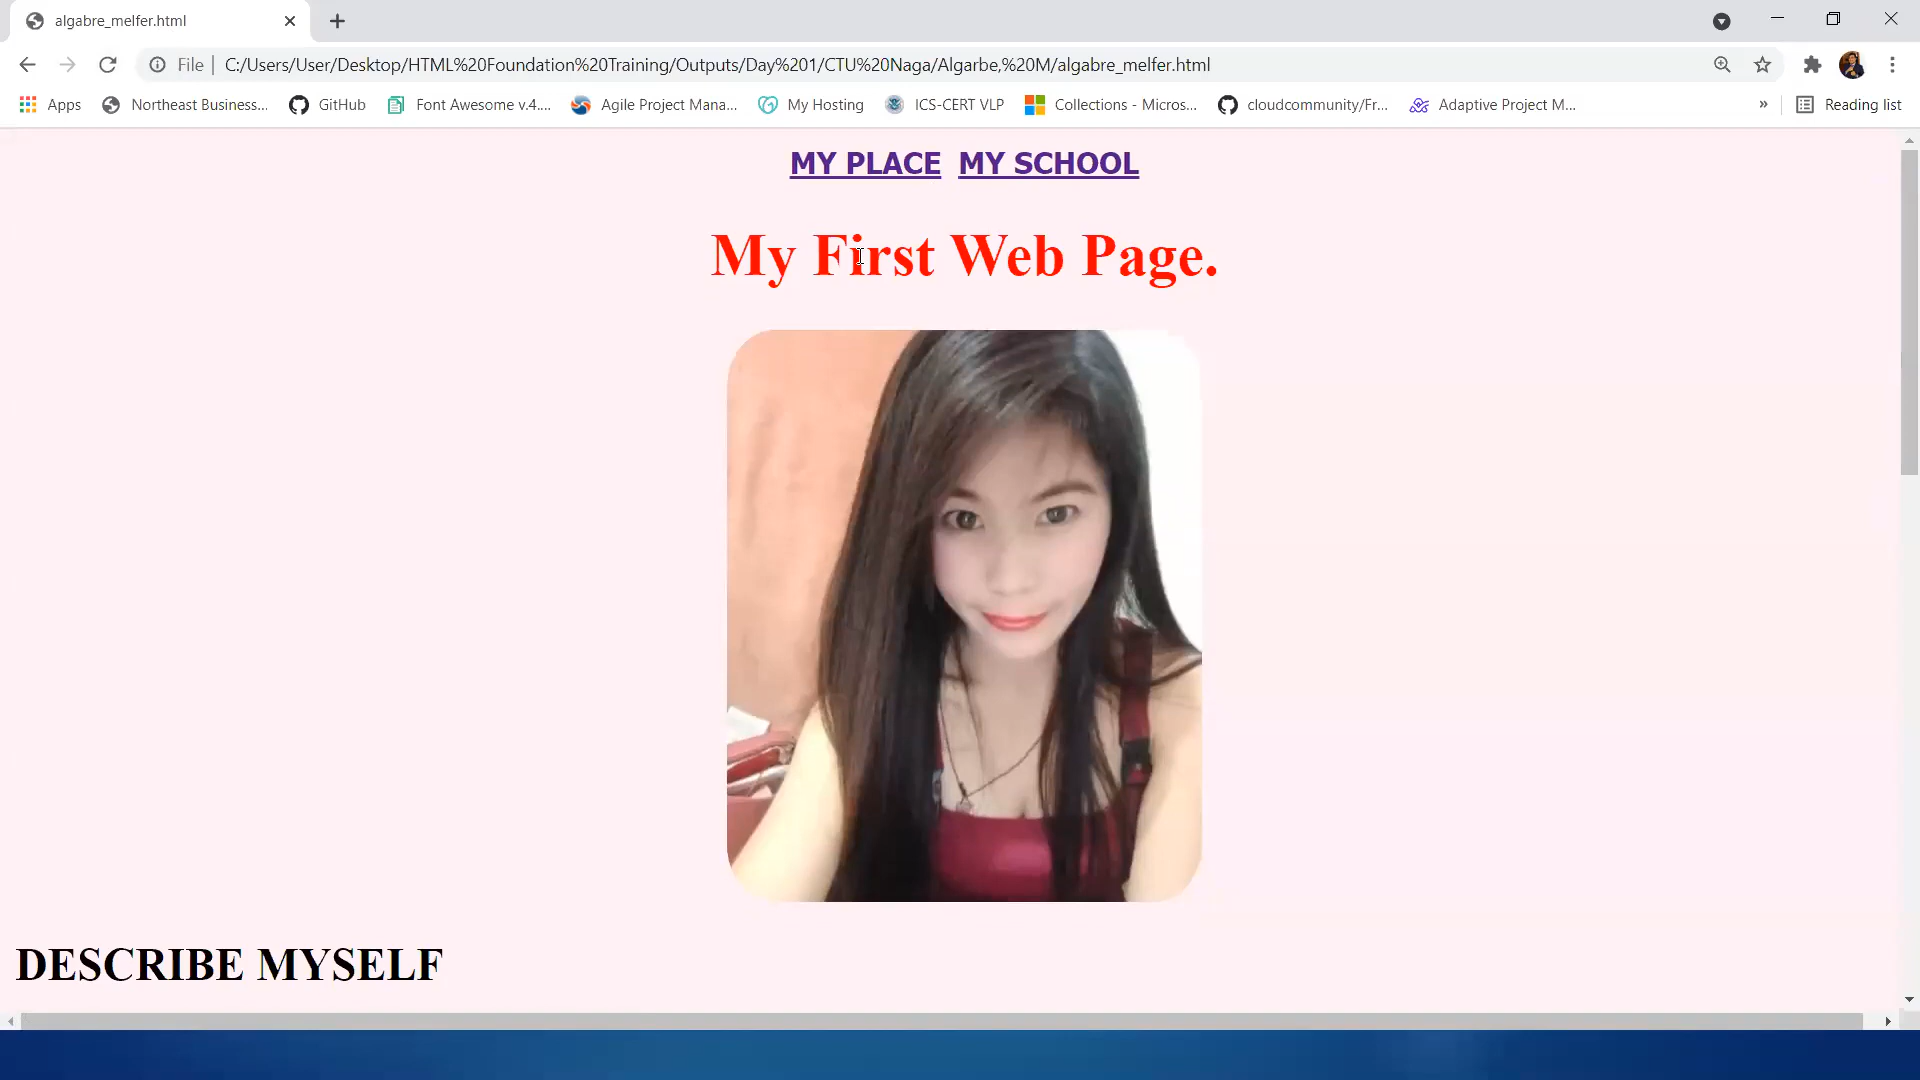 algabre_melfer.html
File | C:/Users/User/Desktop/HTML%20Foundation%20Training/Outputs/Day%201/CTU%20Naga/Algarbe,%20M/algabre_melfer.html
Apps Northeast Business... GitHub Font Awesome v.4.... Agile Project Mana... My Hosting ICS-CERT VLP Collections - Micros... cloudcommunity/Fr... Adaptive Project M... » Reading list
MY PLACE MY SCHOOL
My First Web Page.
DESCRIBE MYSELF